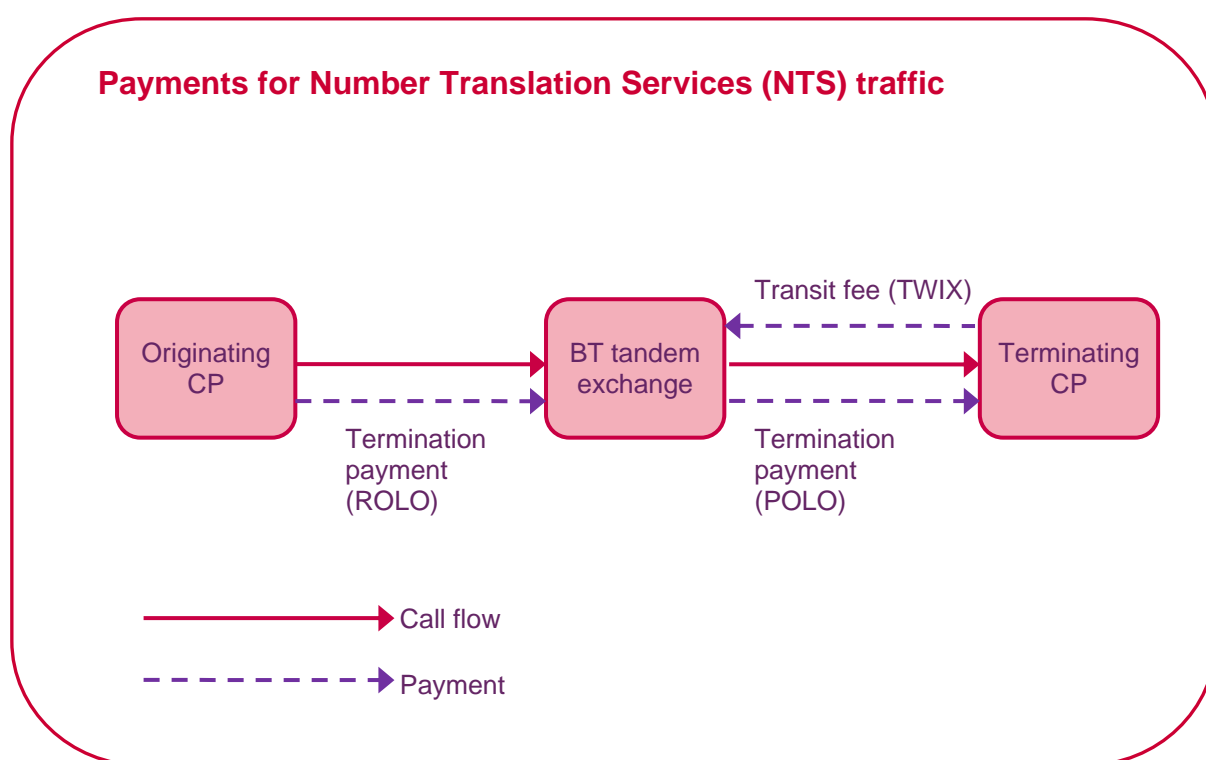 Payments for Number Translation Services (NTS) traffic
Transit fee (TWIX)
Originating
CP
BT tandem
exchange
Terminating
CP
Termination
payment
(ROLO)
Termination
payment
(POLO)
Call flow
Payment